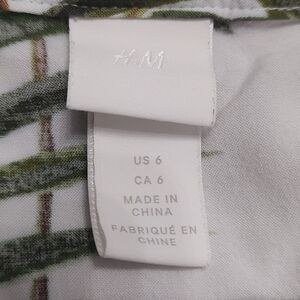 H&M
US 6
CA 6
MADE IN
CHINA
FABRIQUÉ EN
CHINE